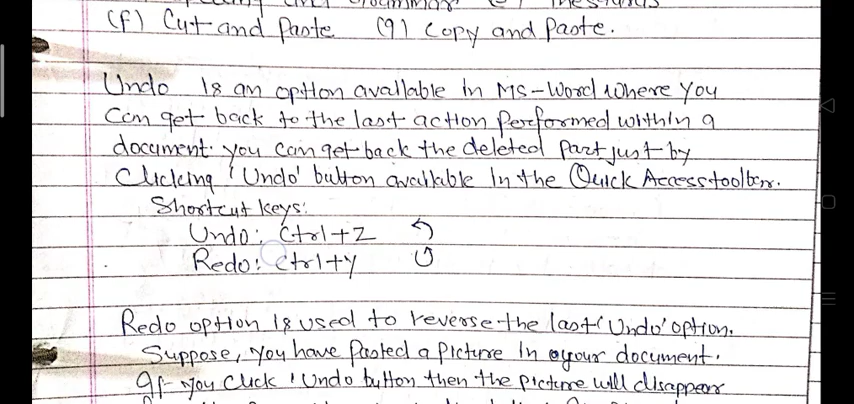 (f) Cut and Paste (g) Copy and Paste.
Undo is an option available in MS-Word where you
can get back to the last action performed within a
document. you can get back the deleted part just by
clicking 'Undo' button available in the Quick Access toolbar.
Shortcut keys:
Undo: Ctrl+Z
Redo: Ctrl+Y
Redo option is used to reverse the last 'Undo' option.
Suppose, you have pasted a picture in your document.
If you click 'Undo button then the picture will disappear